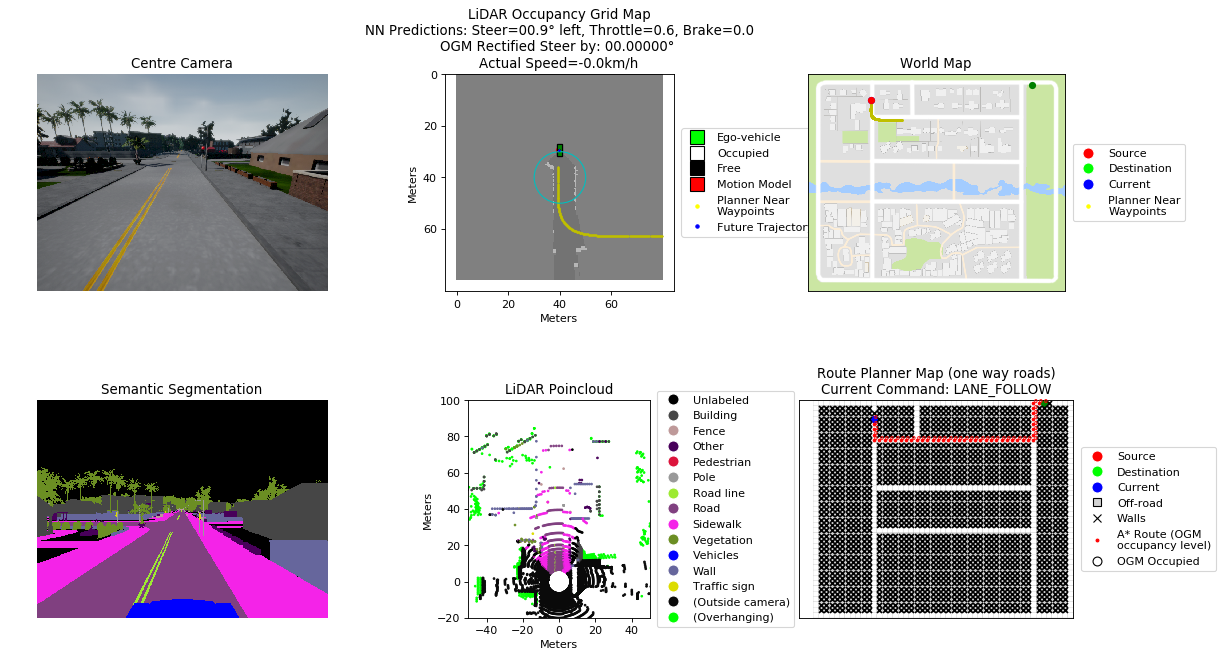 LiDAR Occupancy Grid Map
NN Predictions: Steer=00.9° left, Throttle=0.6, Brake=0.0
OGM Rectified Steer by: 00.00000°
Actual Speed=-0.0km/h
Centre Camera
World Map
0
20
40
60
Meters
0
20
40
60
Meters
Ego-vehicle
Occupied
Free
Motion Model
Planner Near
Waypoints
Future Trajector
Source
Destination
Current
Planner Near
Waypoints
Semantic Segmentation
LiDAR Poincloud
Route Planner Map (one way roads)
Current Command: LANE_FOLLOW
100
80
60
40
20
0
−20
Meters
−40
−20
0
20
40
Meters
Unlabeled
Building
Fence
Other
Pedestrian
Pole
Road line
Road
Sidewalk
Vegetation
Vehicles
Wall
Traffic sign
(Outside camera)
(Overhanging)
Source
Destination
Current
Off-road
Walls
A* Route (OGM
occupancy level)
OGM Occupied